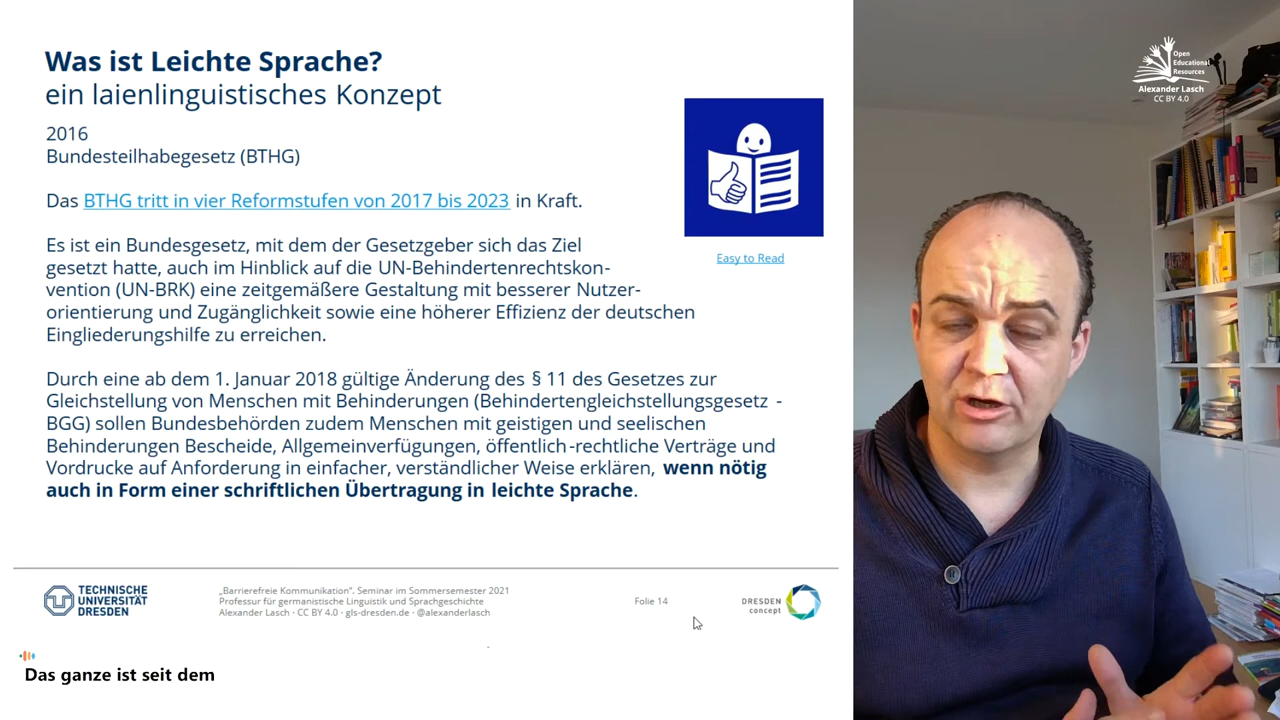 Was ist Leichte Sprache?
ein laienlinguistisches Konzept
2016
Bundesteilhabegesetz (BTHG)
Das BTHG tritt in vier Reformstufen von 2017 bis 2023 in Kraft.
Es ist ein Bundesgesetz, mit dem der Gesetzgeber sich das Ziel
gesetzt hatte, auch im Hinblick auf die UN-Behindertenrechtskon-
vention (UN-BRK) eine zeitgemäßere Gestaltung mit besserer Nutzer-
orientierung und Zugänglichkeit sowie eine höherer Effizienz der deutschen
Eingliederungshilfe zu erreichen.
Durch eine ab dem 1. Januar 2018 gültige Änderung des § 11 des Gesetzes zur
Gleichstellung von Menschen mit Behinderungen (Behindertengleichstellungsgesetz -
BGG) sollen Bundesbehörden zudem Menschen mit geistigen und seelischen
Behinderungen Bescheide, Allgemeinverfügungen, öffentlich-rechtliche Verträge und
Vordrucke auf Anforderung in einfacher, verständlicher Weise erklären, wenn nötig
auch in Form einer schriftlichen Übertragung in leichte Sprache.
Easy to Read
TECHNISCHE
UNIVERSITÄT
DRESDEN
„Barrierefreie Kommunikation". Seminar im Sommersemester 2021
Professur für germanistische Linguistik und Sprachgeschichte
Alexander Lasch · CC BY 4.0 · gls-dresden.de · @alexanderlasch
Folie 14
DRESDEN
concept
Das ganze ist seit dem
Open
Educational
Resources
Alexander Lasch
CC BY 4.0